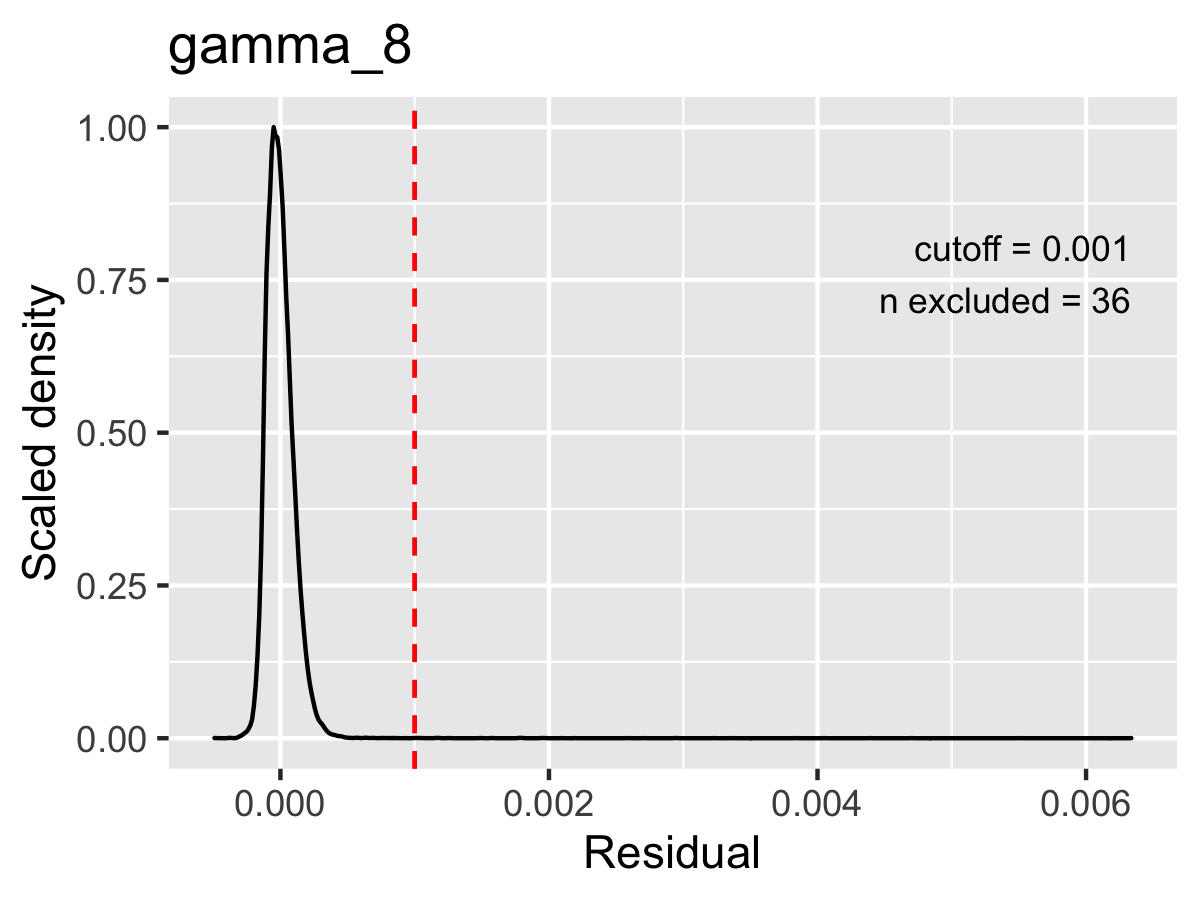 gamma_8
1.00
0.75
0.50
0.25
0.00
Scaled density
cutoff = 0.001
n excluded = 36
0.000
0.002
0.004
0.006
Residual